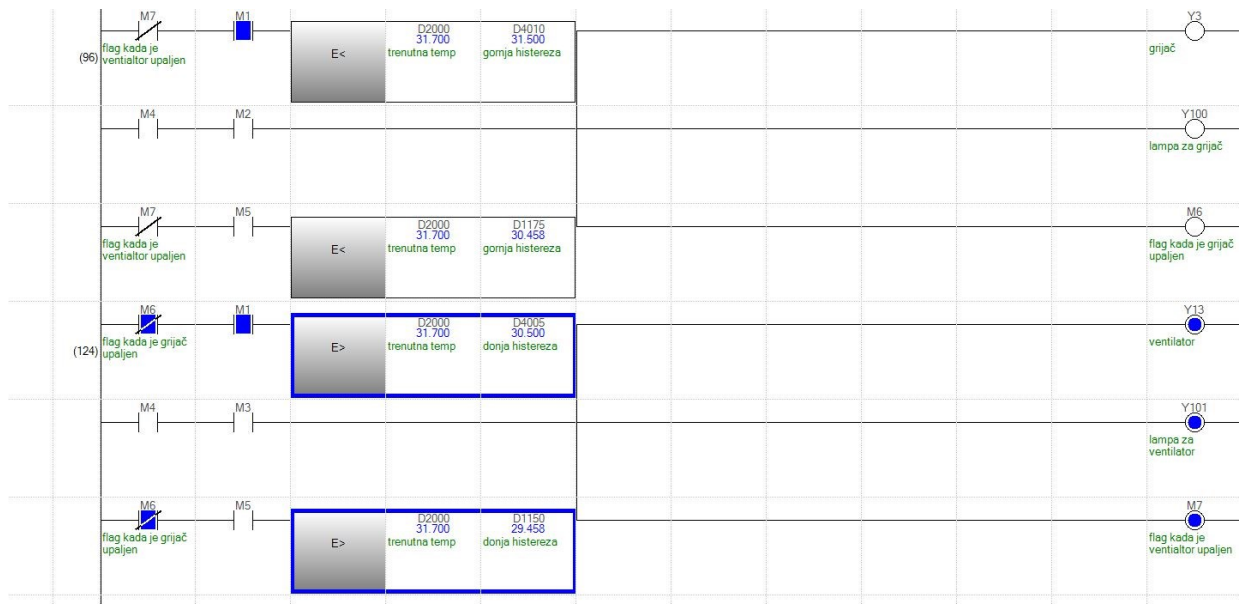 M7 M1 D2000 D4010 Y3
31.700 31.500
(96) flag kada je ventialtor upaljen E< trenutna temp gornja histereza grijač
M4 M2 Y100
lampa za grijač
M7 M5 D2000 D1175 M6
31.700 30.458
flag kada je ventialtor upaljen E< trenutna temp gornja histereza flag kada je grijač upaljen
M6 M1 D2000 D4005 Y13
31.700 30.500
(124) flag kada je grijač upaljen E> trenutna temp donja histereza ventilator
M4 M3 Y101
lampa za ventilator
M6 M5 D2000 D1150 M7
31.700 29.458
flag kada je grijač upaljen E> trenutna temp donja histereza flag kada je ventialtor upaljen